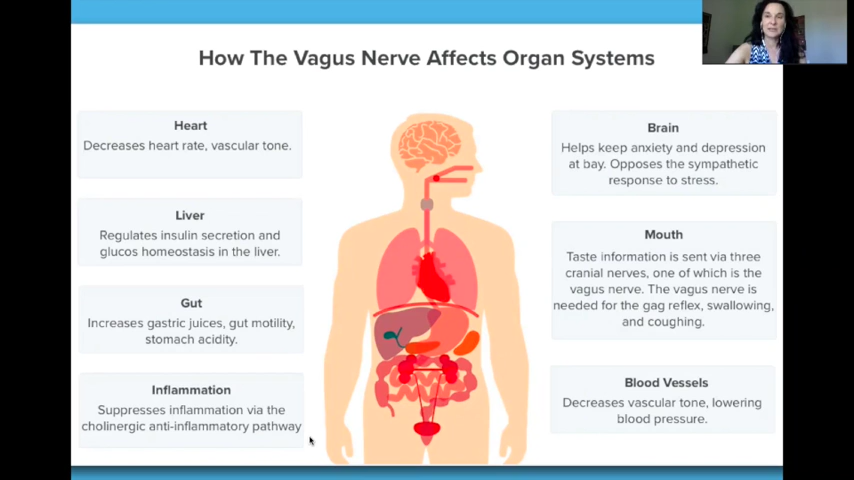 How The Vagus Nerve Affects Organ Systems
Heart
Decreases heart rate, vascular tone.
Liver
Regulates insulin secretion and
glucos homeostasis in the liver.
Gut
Increases gastric juices, gut motility,
stomach acidity.
Inflammation
Suppresses inflammation via the
cholinergic anti-inflammatory pathway
Brain
Helps keep anxiety and depression
at bay. Opposes the sympathetic
response to stress.
Mouth
Taste information is sent via three
cranial nerves, one of which is the
vagus nerve. The vagus nerve is
needed for the gag reflex, swallowing,
and coughing.
Blood Vessels
Decreases vascular tone, lowering
blood pressure.